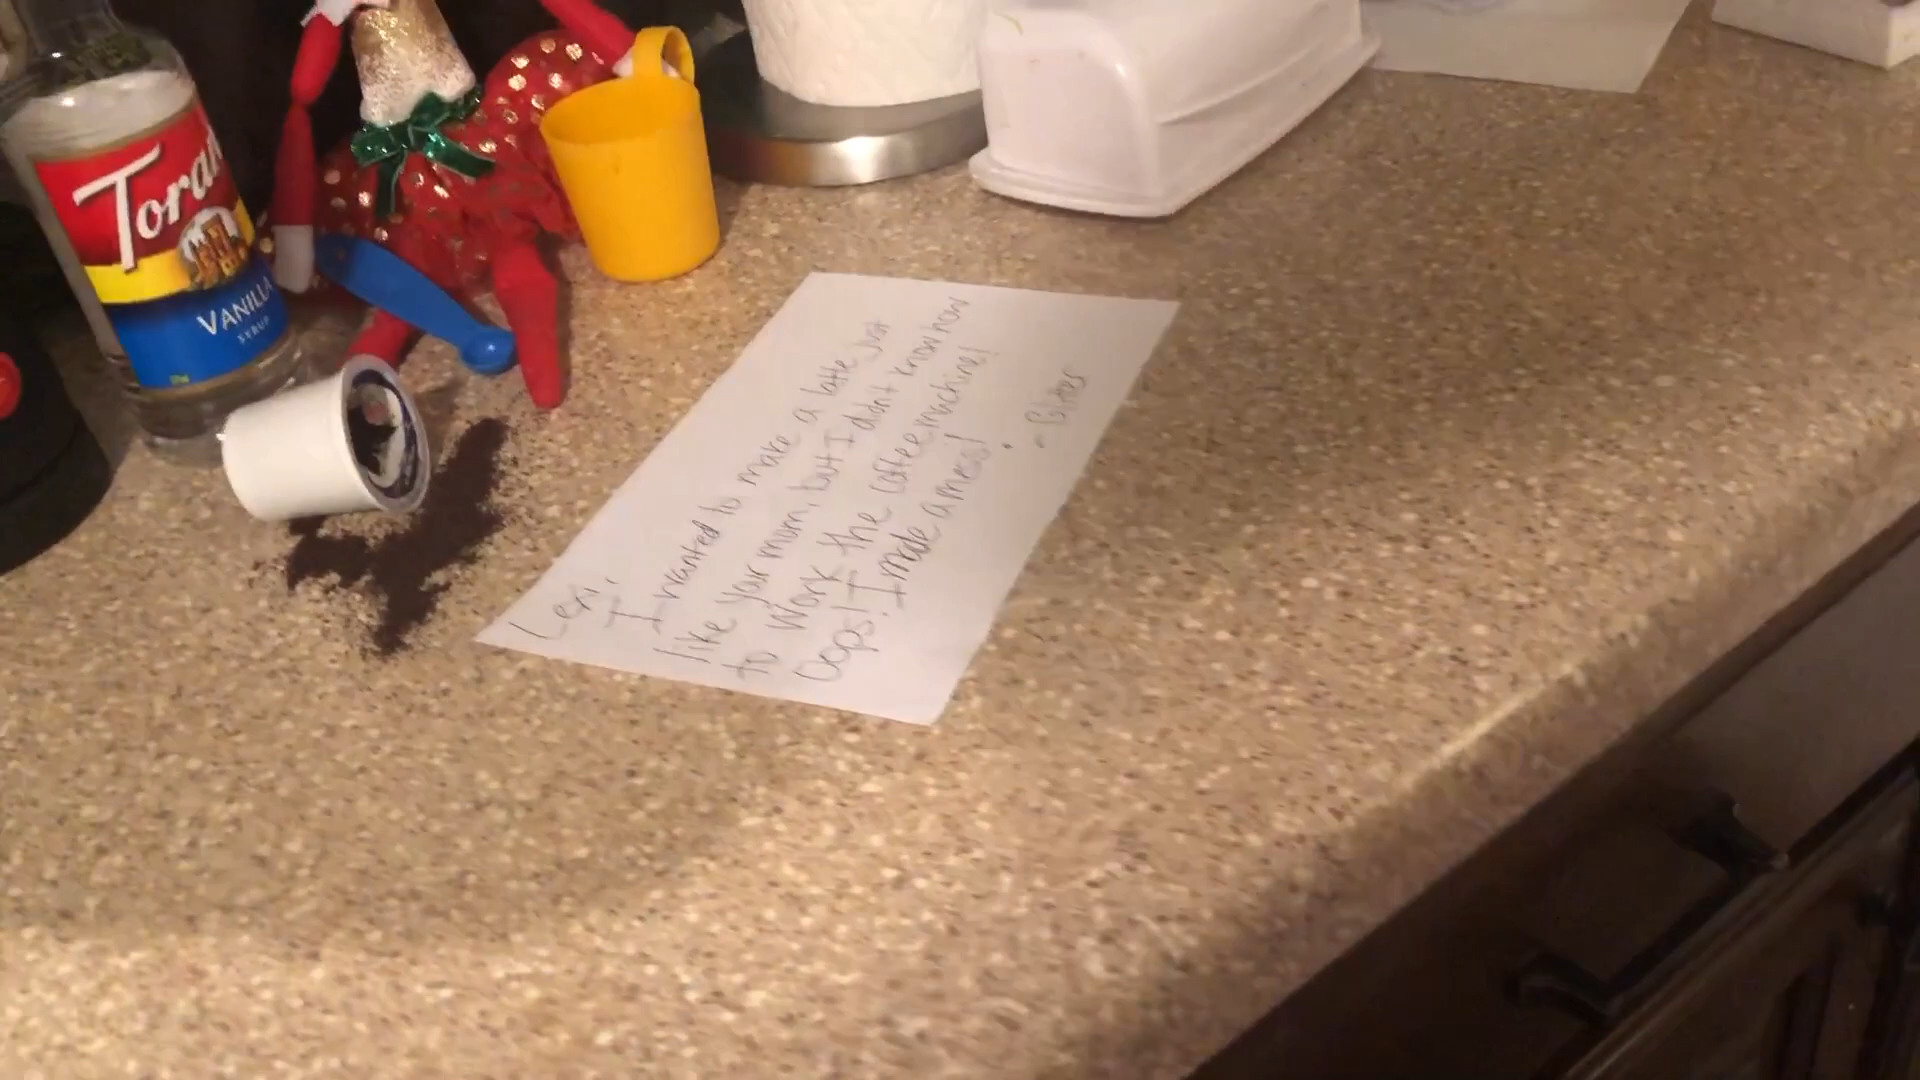 Torani
VANILLA
SYRUP
Lexi,
I wanted to make a latte just
like your mom, but I didn't know how
to work the coffee machine!
Oops! I made a mess!
- Glitter